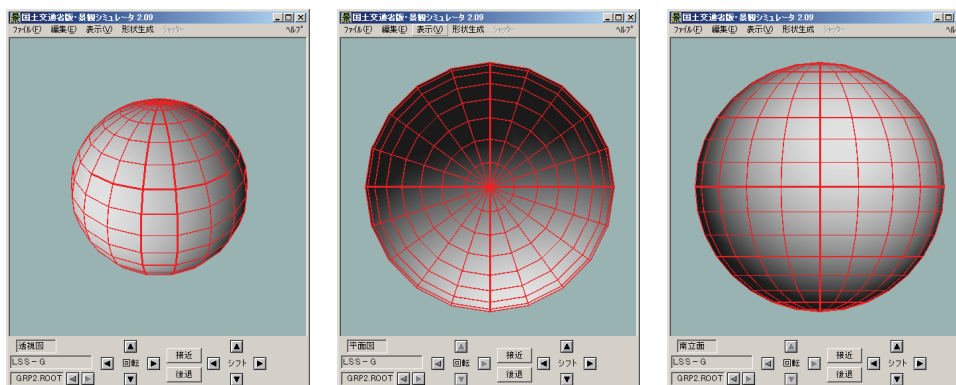 国土交通省版・景観シミュレータ 2.09
ファイル(F) 編集(E) 表示(V) 形状生成 シャッター ヘルプ
透視図
LSS-G
GRP2.ROOT
回転
接近
後退
シフト
国土交通省版・景観シミュレータ 2.09
ファイル(F) 編集(E) 表示(V) 形状生成 シャッター ヘルプ
平面図
LSS-G
GRP2.ROOT
回転
接近
後退
シフト
国土交通省版・景観シミュレータ 2.09
ファイル(F) 編集(E) 表示(V) 形状生成 シャッター ヘルプ
南立面
LSS-G
GRP2.ROOT
回転
接近
後退
シフト